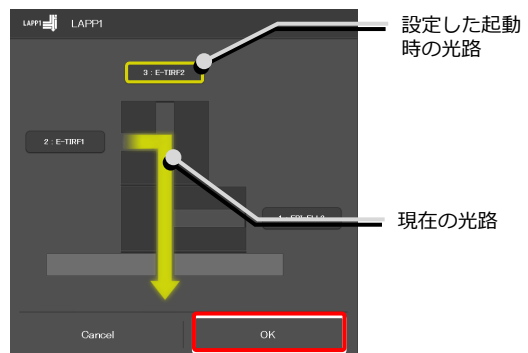 LAPP1 LAPP1
設定した起動
時の光路
3 : E-TIRF2
2 : E-TIRF1
現在の光路
Cancel
OK